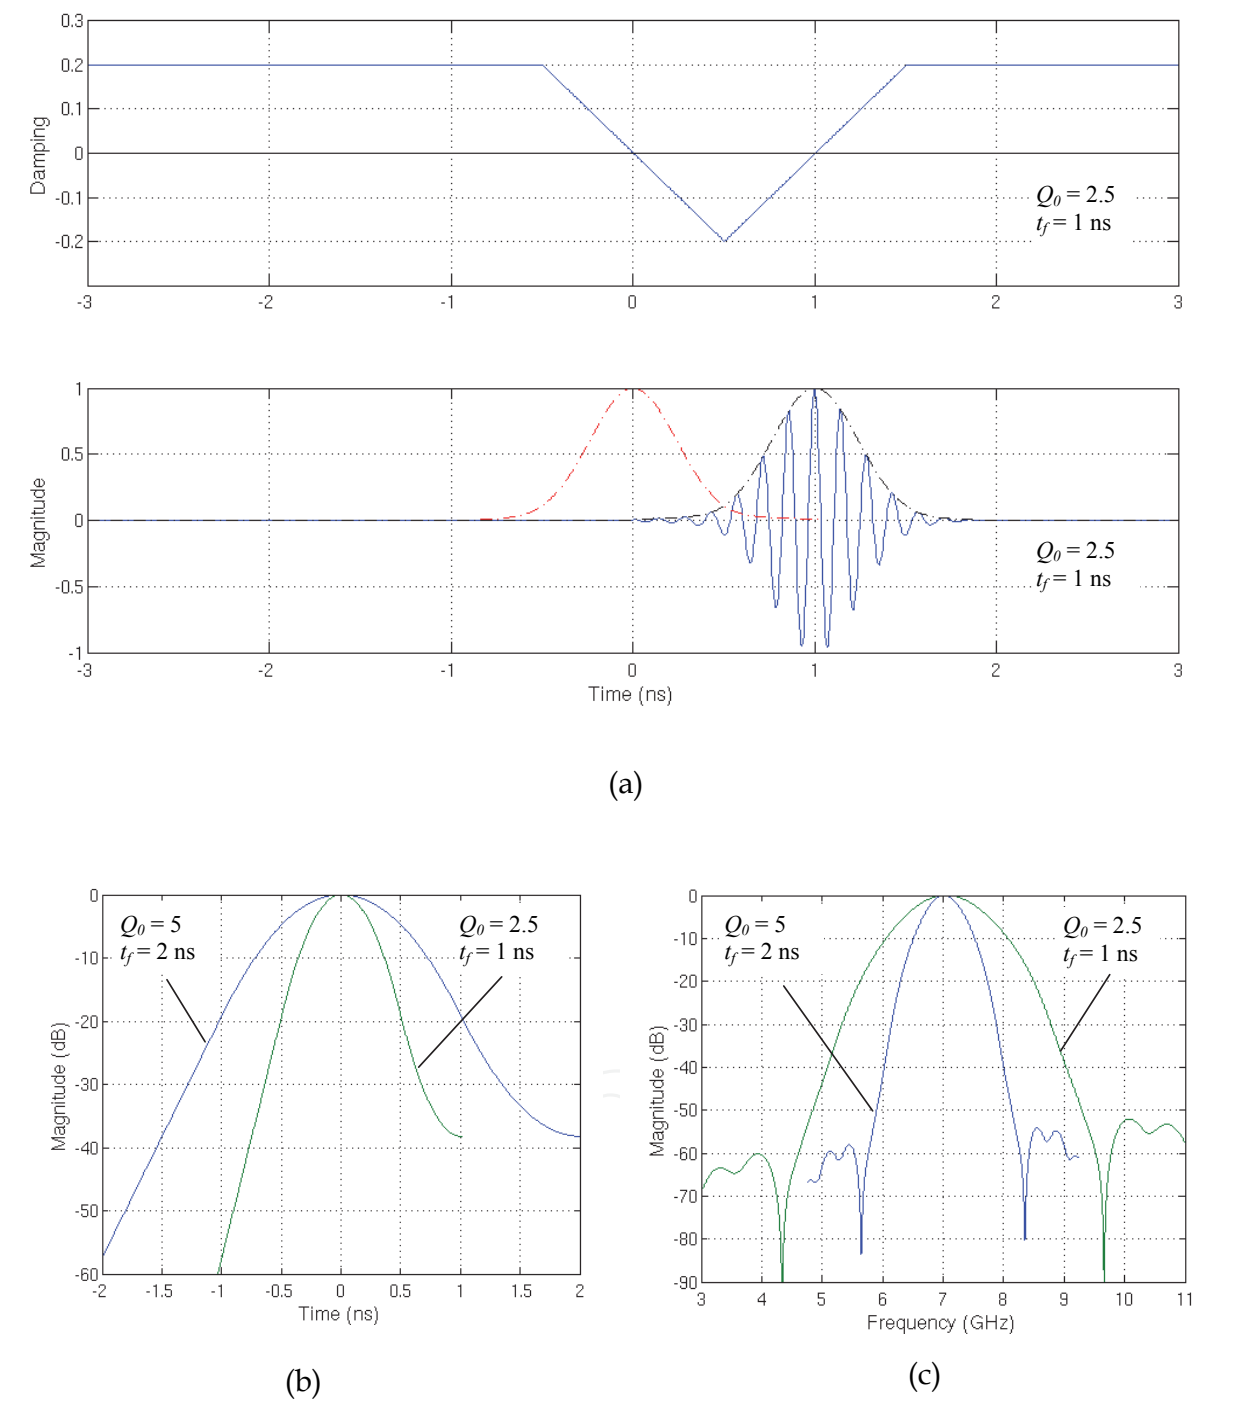 0.3
0.2
0.1
0
-0.1
-0.2
Damping
Q0 = 2.5
tf = 1 ns
-3 -2 -1 0 1 2 3
1
0.5
0
-0.5
-1
Magnitude
Q0 = 2.5
tf = 1 ns
-3 -2 -1 0 1 2 3
Time (ns)
(a)
0
-10
-20
-30
-40
-50
-60
Magnitude (dB)
Q0 = 5
tf = 2 ns
Q0 = 2.5
tf = 1 ns
-2 -1.5 -1 -0.5 0 0.5 1 1.5 2
Time (ns)
(b)
0
-10
-20
-30
-40
-50
-60
-70
-80
-90
Magnitude (dB)
Q0 = 5
tf = 2 ns
Q0 = 2.5
tf = 1 ns
3 4 5 6 7 8 9 10 11
Frequency (GHz)
(c)